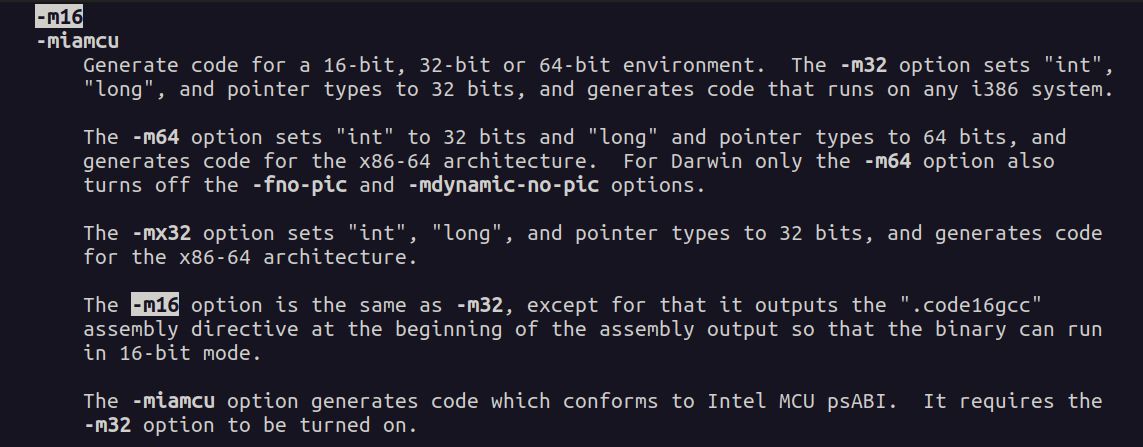 -m16
-miamcu
Generate code for a 16-bit, 32-bit or 64-bit environment.  The -m32 option sets "int",
"long", and pointer types to 32 bits, and generates code that runs on any i386 system.
The -m64 option sets "int" to 32 bits and "long" and pointer types to 64 bits, and
generates code for the x86-64 architecture.  For Darwin only the -m64 option also
turns off the -fno-pic and -mdynamic-no-pic options.
The -mx32 option sets "int", "long", and pointer types to 32 bits, and generates code
for the x86-64 architecture.
The -m16 option is the same as -m32, except for that it outputs the ".code16gcc"
assembly directive at the beginning of the assembly output so that the binary can run
in 16-bit mode.
The -miamcu option generates code which conforms to Intel MCU psABI.  It requires the
-m32 option to be turned on.